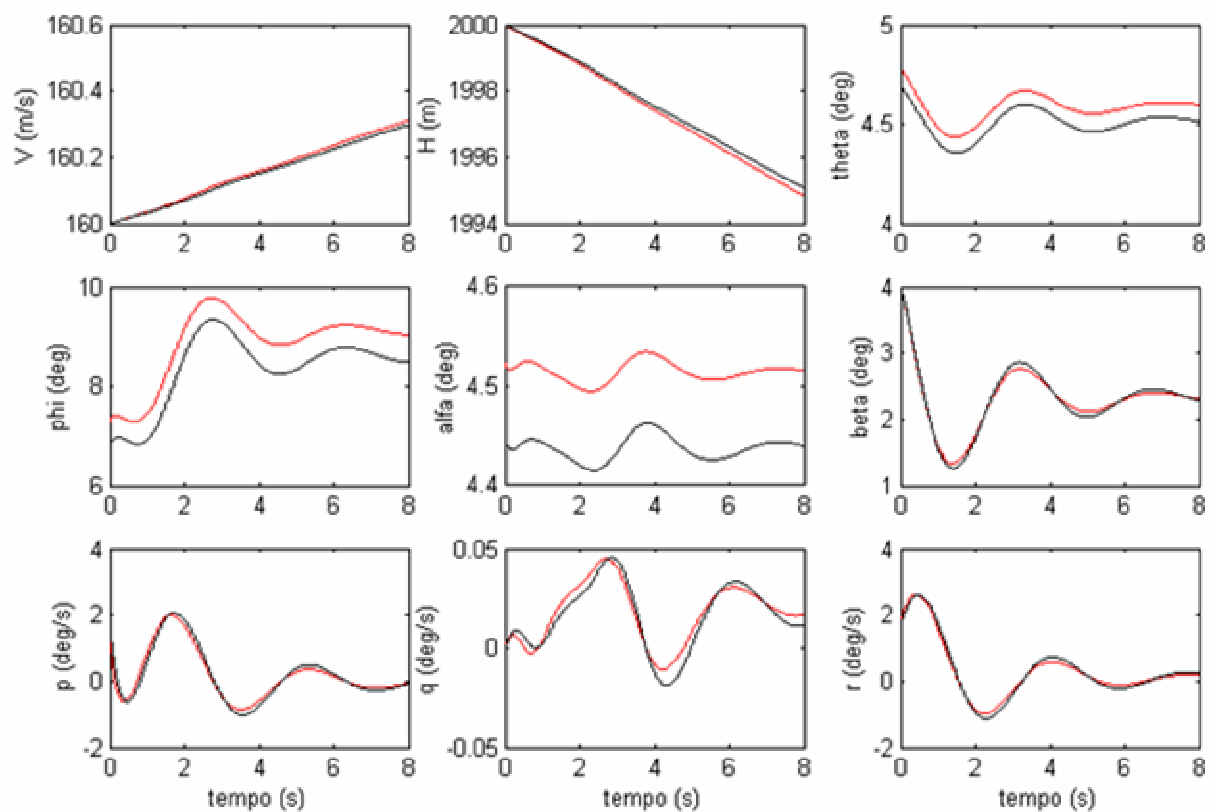 160.6
160.4
160.2
160
V (m/s)
0 2 4 6 8
2000
1998
1996
1994
H (m)
0 2 4 6 8
5
4.5
4
theta (deg)
0 2 4 6 8
10
8
6
phi (deg)
0 2 4 6 8
4.6
4.5
4.4
alfa (deg)
0 2 4 6 8
4
3
2
1
beta (deg)
0 2 4 6 8
4
2
0
-2
p (deg/s)
0 2 4 6 8
tempo (s)
0.05
0
-0.05
q (deg/s)
0 2 4 6 8
tempo (s)
4
2
0
-2
r (deg/s)
0 2 4 6 8
tempo (s)